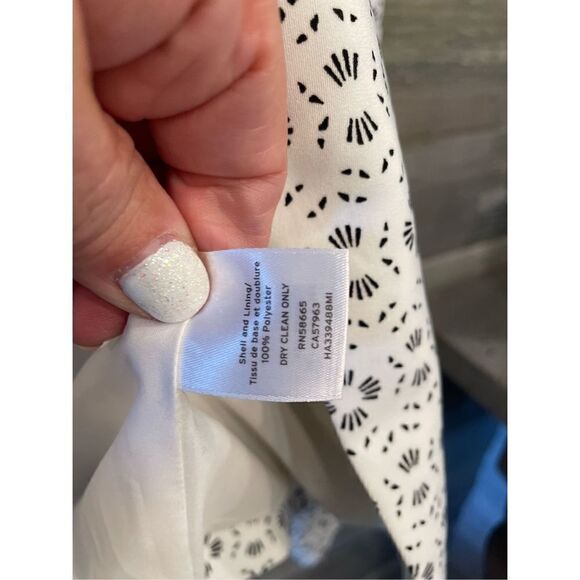 Shell and Lining/
Tissu de base et doublure
100% Polyester
DRY CLEAN ONLY
RN58665
CA57963
HA339488MI